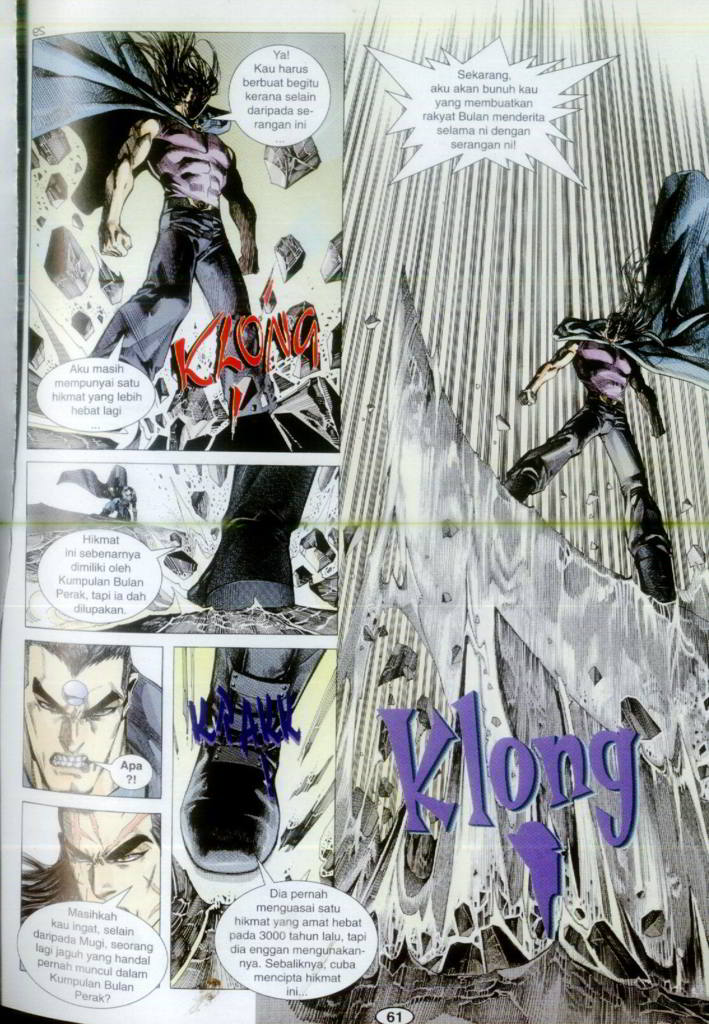 Ya!
Kau harus
berbuat begitu
kerana selain
daripada se-
rangan ini
...
KLONG
!
Aku masih
mempunyai satu
hikmat yang lebih
hebat lagi
...
Hikmat
ini sebenarnya
dimiliki oleh
Kumpulan Bulan
Perak, tapi ia dah
dilupakan.
Apa
?!
Masihkah
kau ingat, selain
daripada Mugi, seorang
lagi jaguh yang handal
pernah muncul dalam
Kumpulan Bulan
Perak?
KRAKK
!
Dia pernah
menguasai satu
hikmat yang amat hebat
pada 3000 tahun lalu, tapi
dia enggan mengunakan-
nya. Sebaliknya, cuba
mencipta hikmat
ini...
Sekarang,
aku akan bunuh kau
yang membuatkan
rakyat Bulan menderita
selama ni dengan
serangan ni!
Klong
!
61